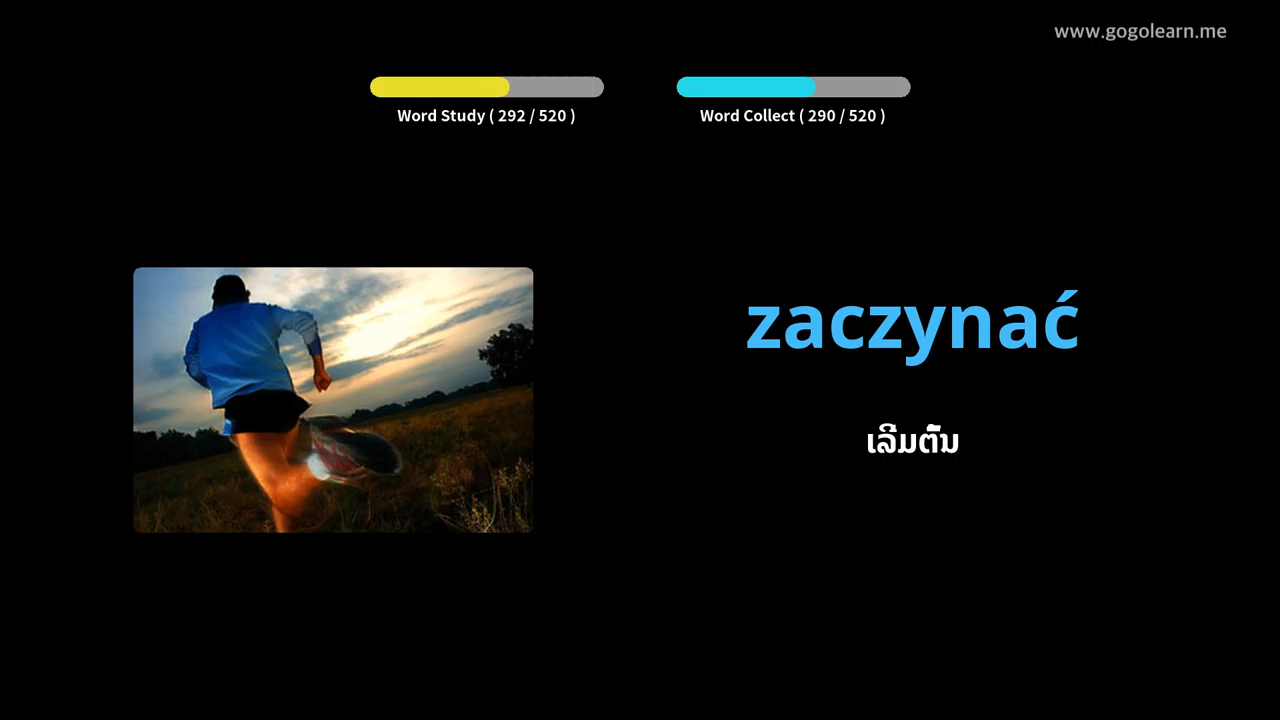 www.gogolearn.me
Word Study ( 292 / 520 )
Word Collect ( 290 / 520 )
zaczynać
ເລີ່ມຕົ້ນ